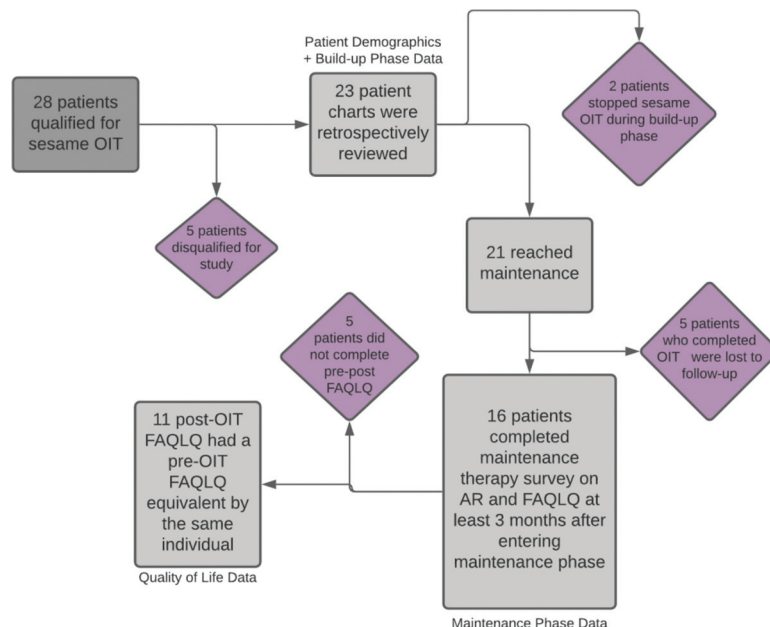 Patient Demographics
+ Build-up Phase Data
28 patients
qualified for
sesame OIT
23 patient
charts were
retrospectively
reviewed
2 patients
stopped sesame
OIT during build-up
phase
5 patients
disqualified for
study
21 reached
maintenance
5
patients did
not complete
pre-post
FAQLQ
5 patients
who completed
OIT were lost to
follow-up
11 post-OIT
FAQLQ had a
pre-OIT
FAQLQ
equivalent by
the same
individual
Quality of Life Data
16 patients
completed
maintenance
therapy survey on
AR and FAQLQ at
least 3 months after
entering
maintenance phase
Maintenance Phase Data